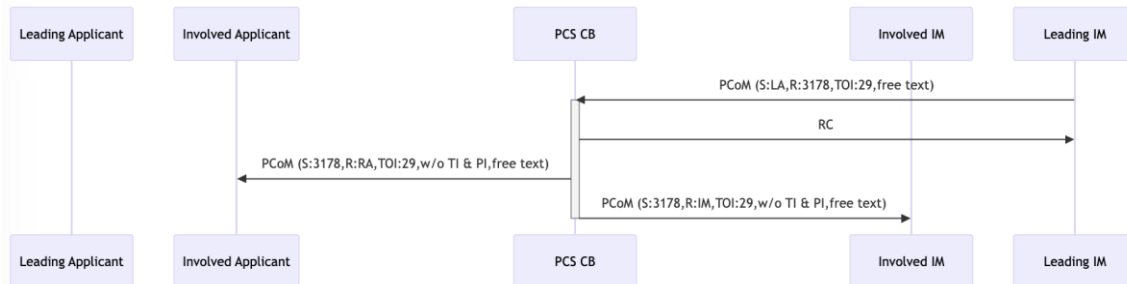 Leading Applicant
Involved Applicant
PCS CB
Involved IM
Leading IM
PCoM (S:LA,R:3178,TOI:29,free text)
RC
PCoM (S:3178,R:RA,TOI:29,w/o TI & PI,free text)
PCoM (S:3178,R:IM,TOI:29,w/o TI & PI,free text)
Leading Applicant
Involved Applicant
PCS CB
Involved IM
Leading IM